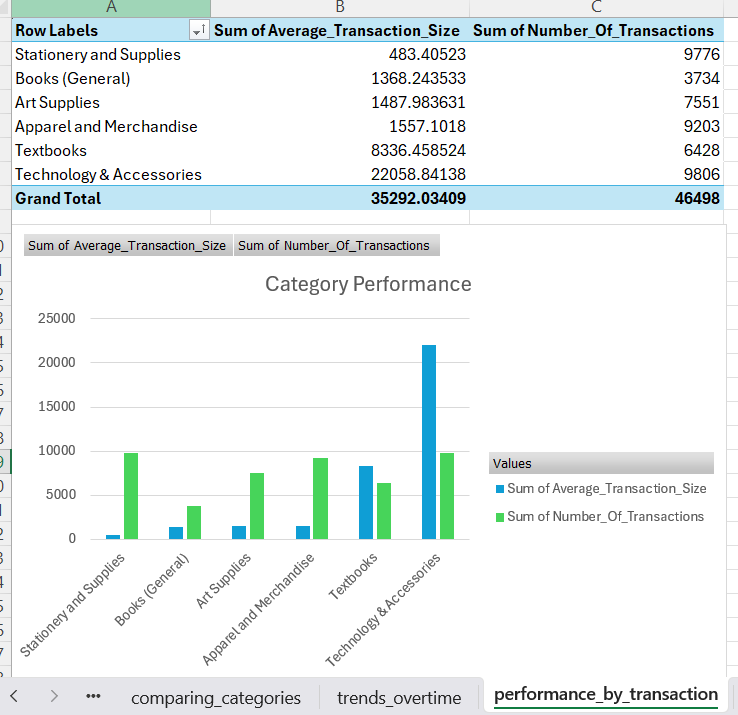 A B C
Row Labels Sum of Average_Transaction_Size Sum of Number_Of_Transactions
Stationery and Supplies 483.40523 9776
Books (General) 1368.243533 3734
Art Supplies 1487.983631 7551
Apparel and Merchandise 1557.1018 9203
Textbooks 8336.458524 6428
Technology & Accessories 22058.84138 9806
Grand Total 35292.03409 46498
Sum of Average_Transaction_Size Sum of Number_Of_Transactions
Category Performance
25000
20000
15000
10000
5000
0
Stationery and Supplies
Books (General)
Art Supplies
Apparel and Merchandise
Textbooks
Technology & Accessories
Values
Sum of Average_Transaction_Size
Sum of Number_Of_Transactions
comparing_categories trends_overtime performance_by_transaction